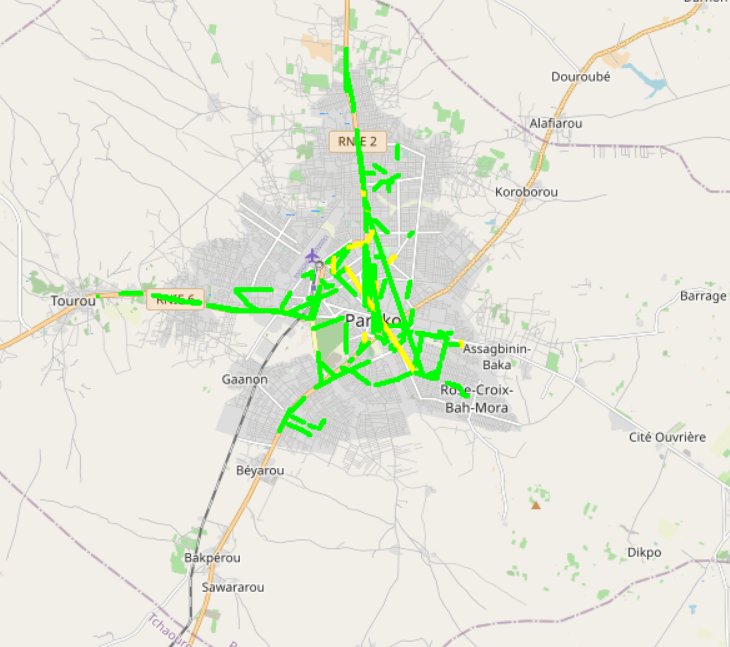 Douroubé
Alafiarou
RNIE 2
Koroborou
Tourou
RNIE 6
Barrage
Assagbinin-
Baka
Gaanon
Rose-Croix-
Bah-Mora
Cité Ouvrière
Béyarou
Bakpérou
Dikpo
Sawararou